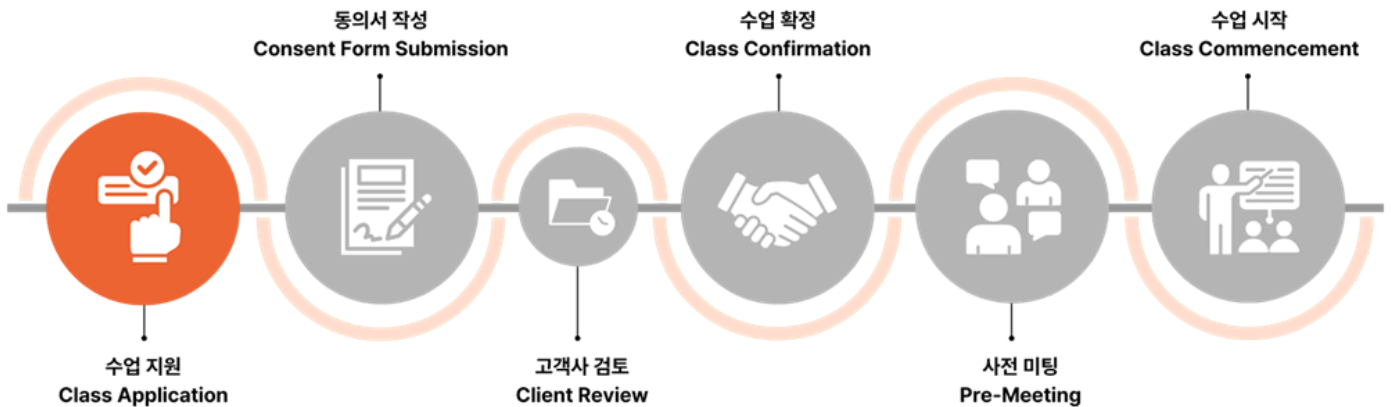 동의서 작성
Consent Form Submission
수업 확정
Class Confirmation
수업 시작
Class Commencement
수업 지원
Class Application
고객사 검토
Client Review
사전 미팅
Pre-Meeting